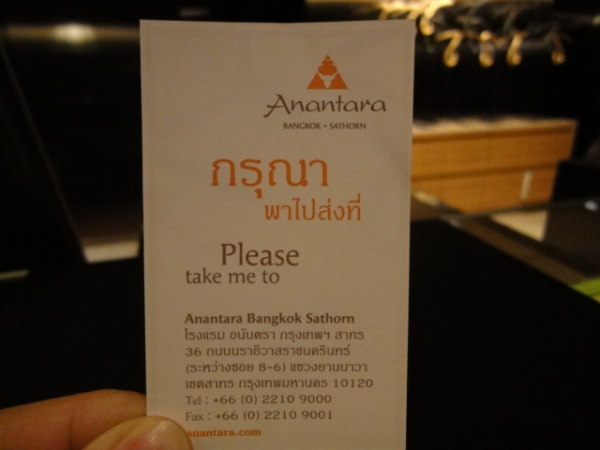 Anantara
BANGKOK • SATHORN
กรุณา
พาไปส่งที่
Please
take me to
Anantara Bangkok Sathorn
โรงแรม อนันตรา กรุงเทพฯ สาทร
36 ถนนนราธิวาสราชนครินทร์
(ระหว่างซอย 8-6) แขวงยานนาวา
เขตสาทร กรุงเทพมหานคร 10120
Tel : +66 (0) 2210 9000
Fax : +66 (0) 2210 9001
anantara.com